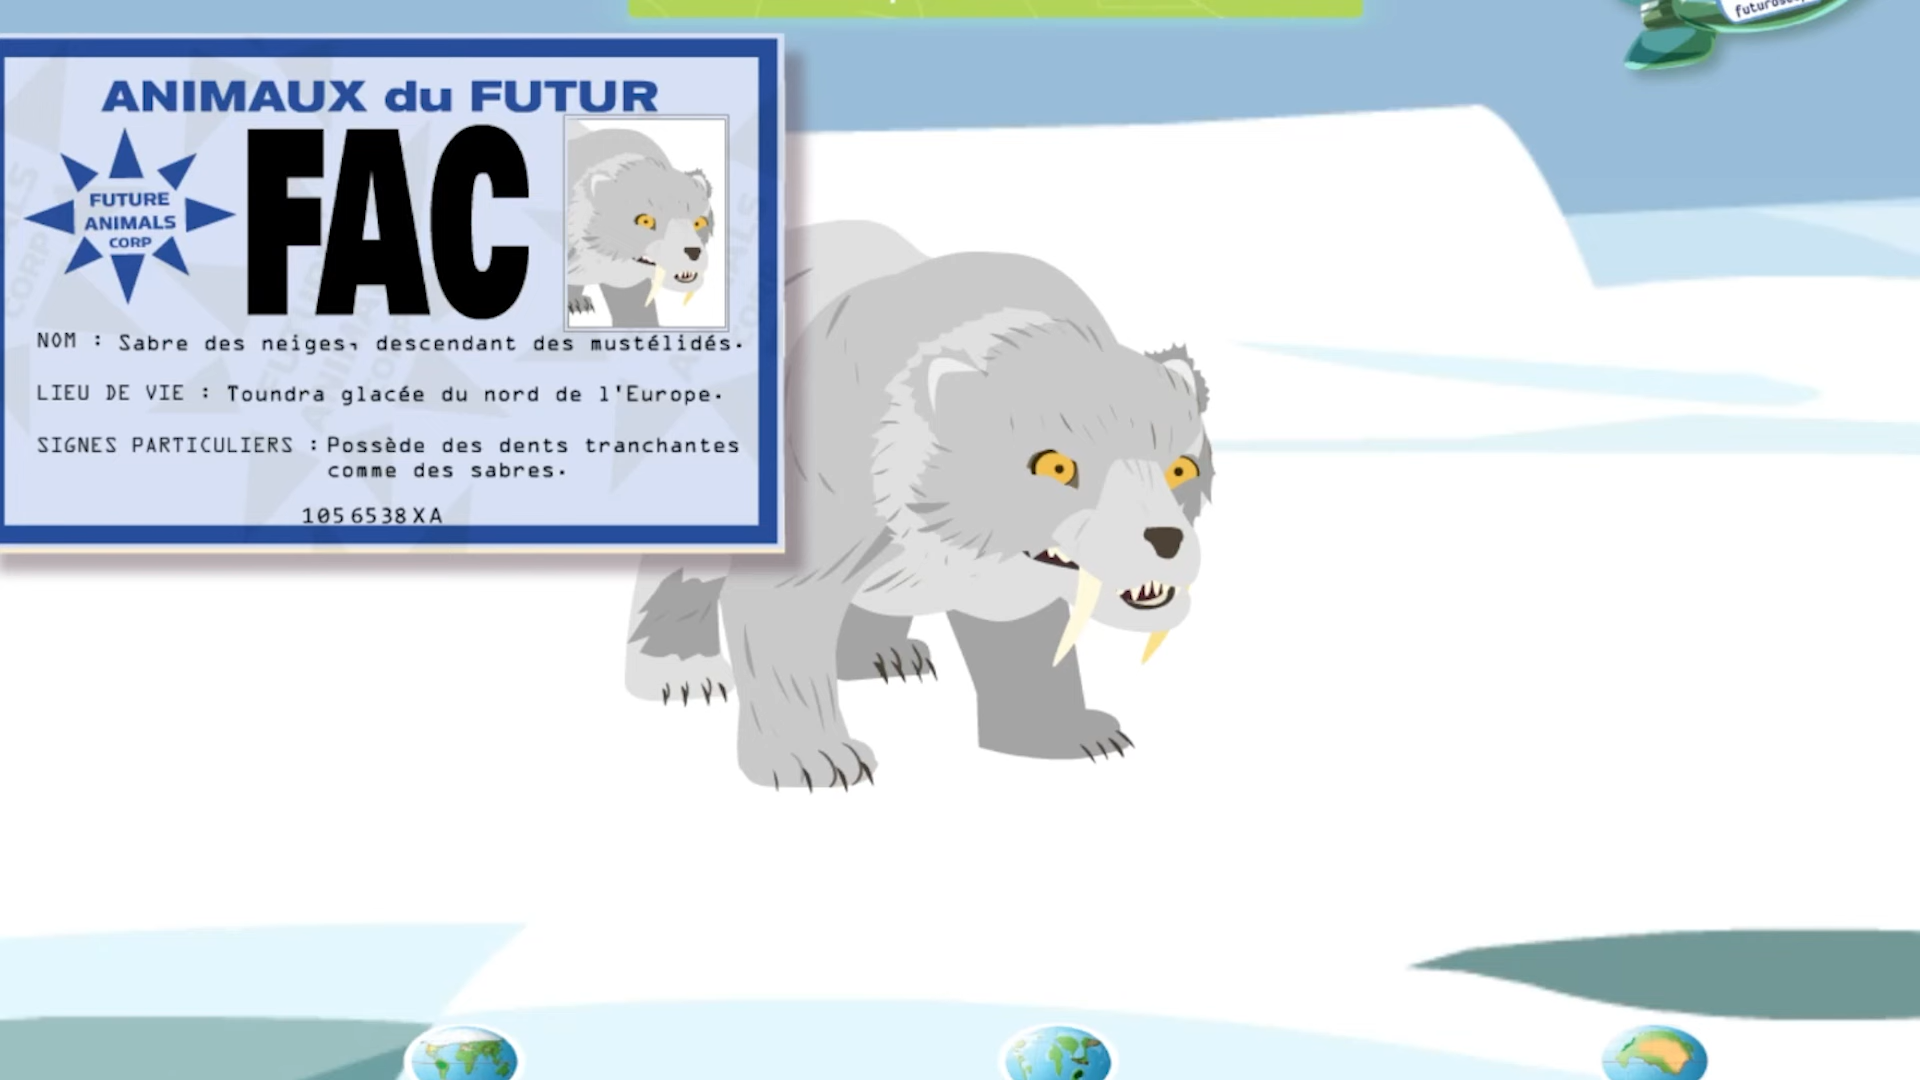 ANIMAUX du FUTUR
FUTURE
ANIMALS
CORP
FAC
NOM : Sabre des neiges, descendant des mustélidés.
LIEU DE VIE : Toundra glacée du nord de l'Europe.
SIGNES PARTICULIERS : Possède des dents tranchantes
comme des sabres.
1056538XA